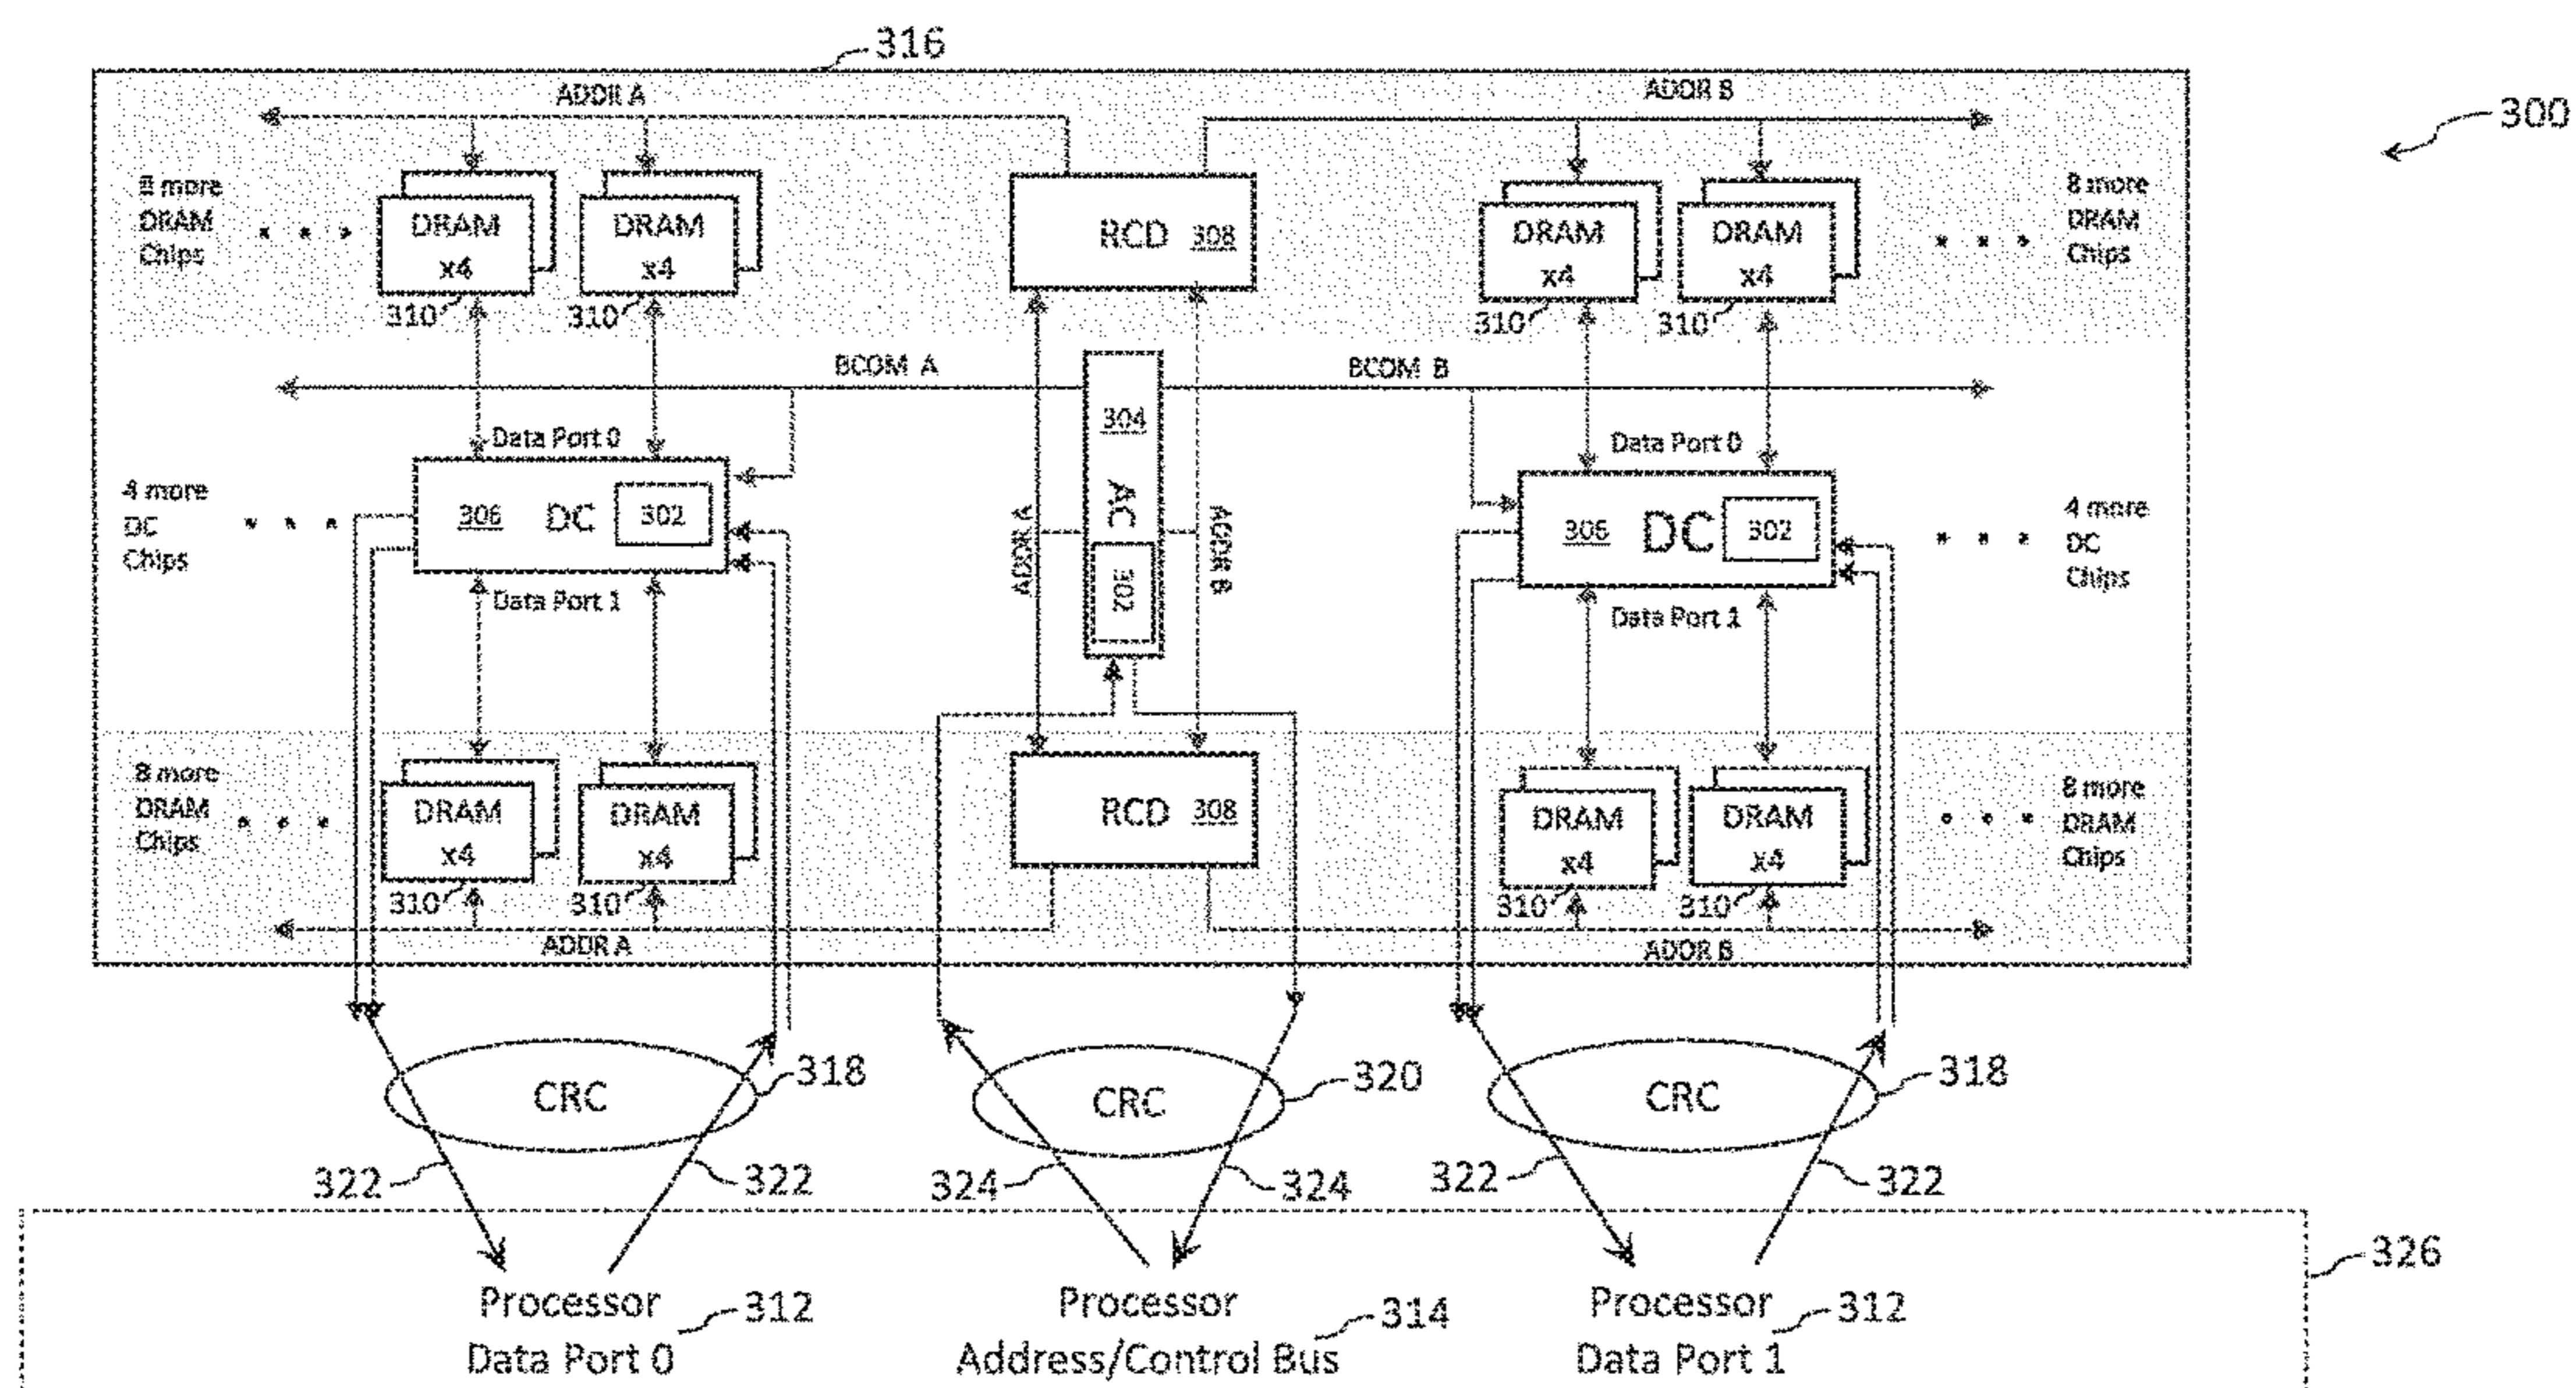 316
300
ADDR A
ADDR B
8 more
DRAM
Chips
DRAM
x4
310
DRAM
x4
310
RCD 308
DRAM
x4
310
DRAM
x4
310
8 more
DRAM
Chips
BCOM A
BCOM B
304
AC
302
ADDR A
ADDR B
4 more
DC
Chips
Data Port 0
306 DC 302
Data Port 1
Data Port 0
306 DC 302
Data Port 1
4 more
DC
Chips
8 more
DRAM
Chips
DRAM
x4
310
DRAM
x4
310
RCD 308
DRAM
x4
310
DRAM
x4
310
8 more
DRAM
Chips
ADDR A
ADDR B
CRC
318
CRC
320
CRC
318
322
322
324
324
322
322
326
Processor
Data Port 0
312
Processor
Address/Control Bus
314
Processor
Data Port 1
312